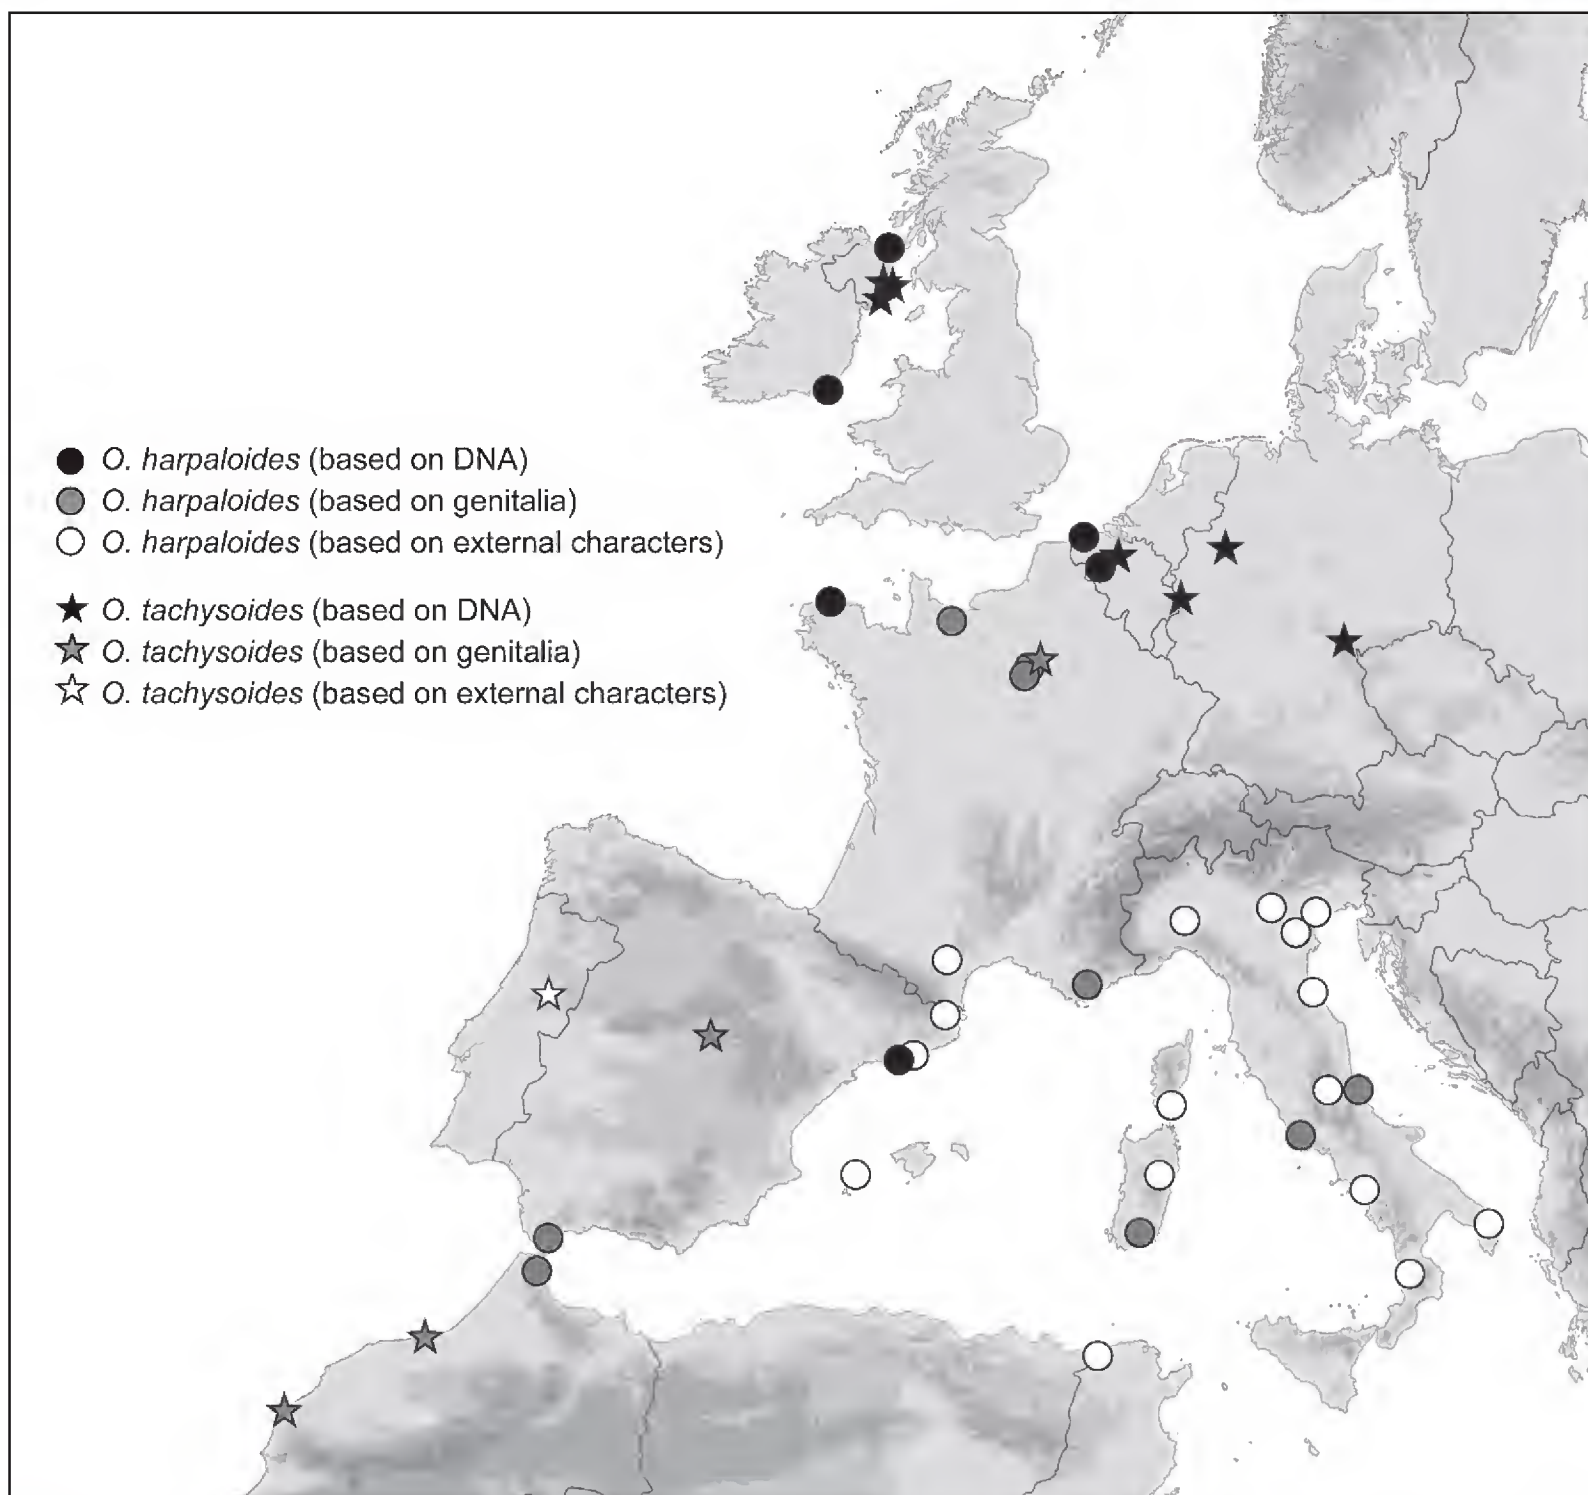 O. harpaloides (based on DNA)
O. harpaloides (based on genitalia)
O. harpaloides (based on external characters)
O. tachysoides (based on DNA)
O. tachysoides (based on genitalia)
O. tachysoides (based on external characters)